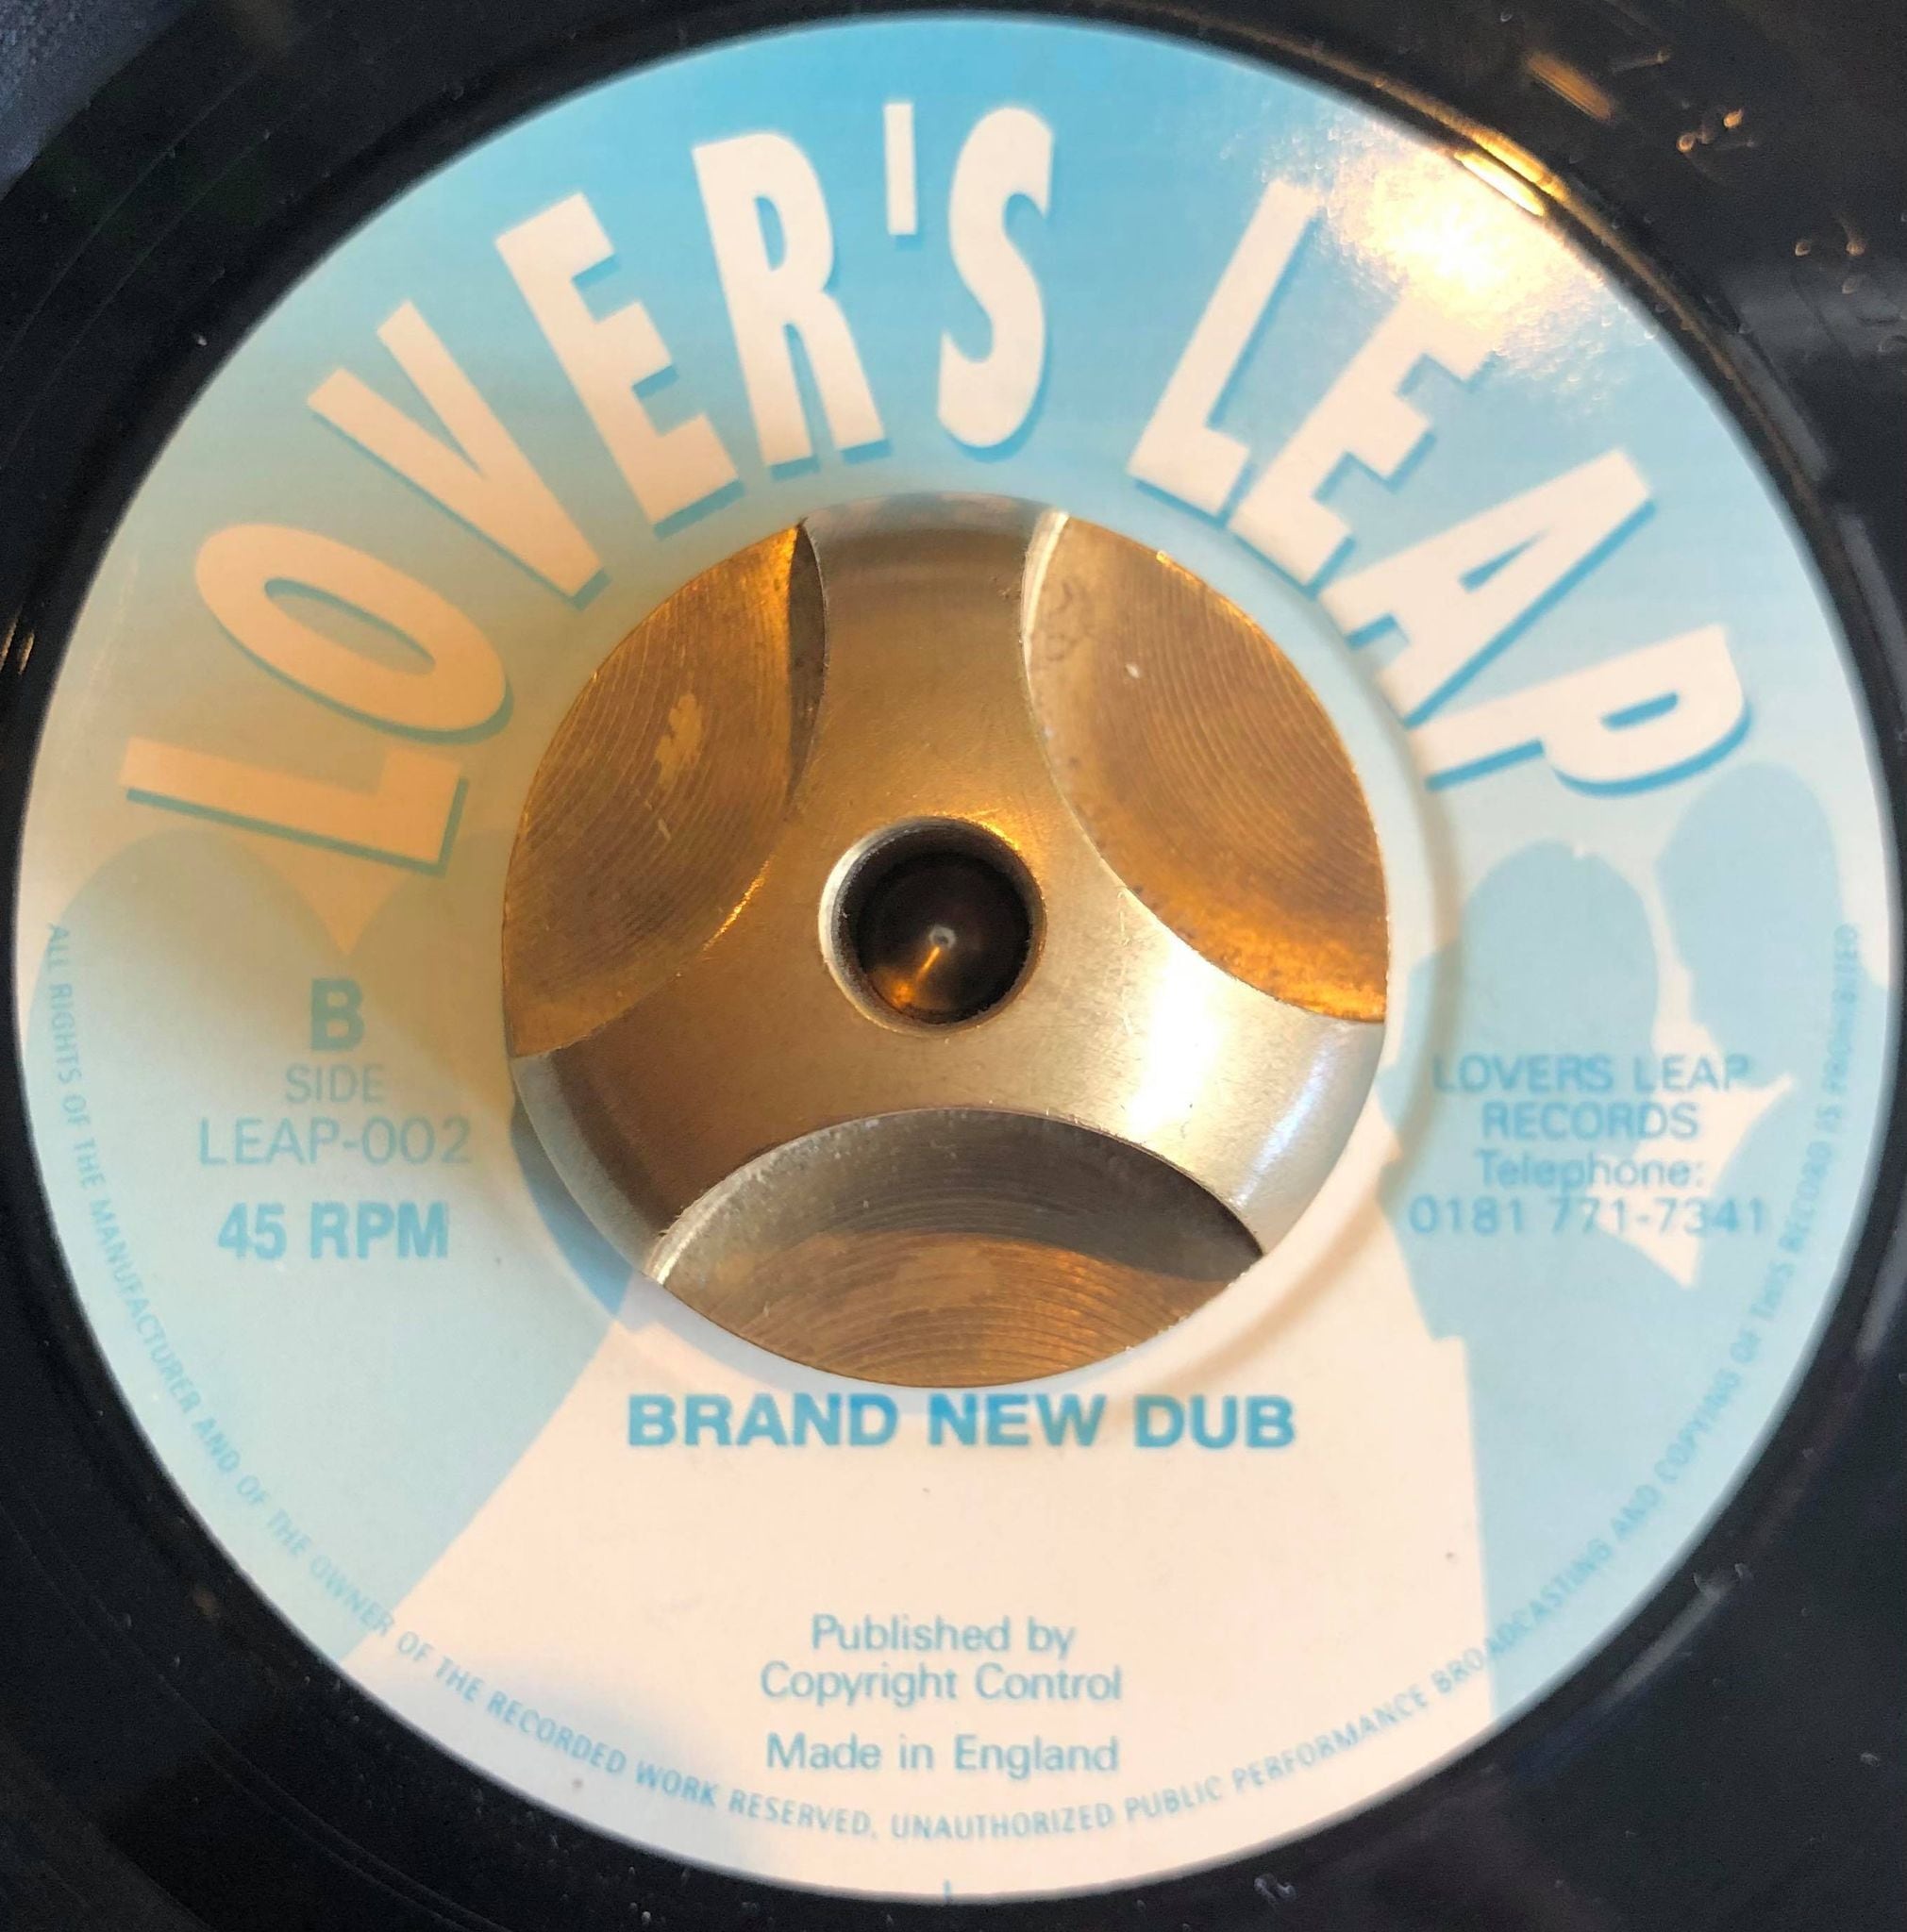 LOVER'S LEAP
B
SIDE
LEAP-002
45 RPM
LOVERS LEAP
RECORDS
Telephone:
0181 771-7341
BRAND NEW DUB
Published by
Copyright Control
Made in England
ALL RIGHTS OF THE MANUFACTURER AND OF THE OWNER OF THE RECORDED WORK RESERVED, UNAUTHORIZED PUBLIC PERFORMANCE BROADCASTING AND COPYING OF THIS RECORD IS PROHIBITED